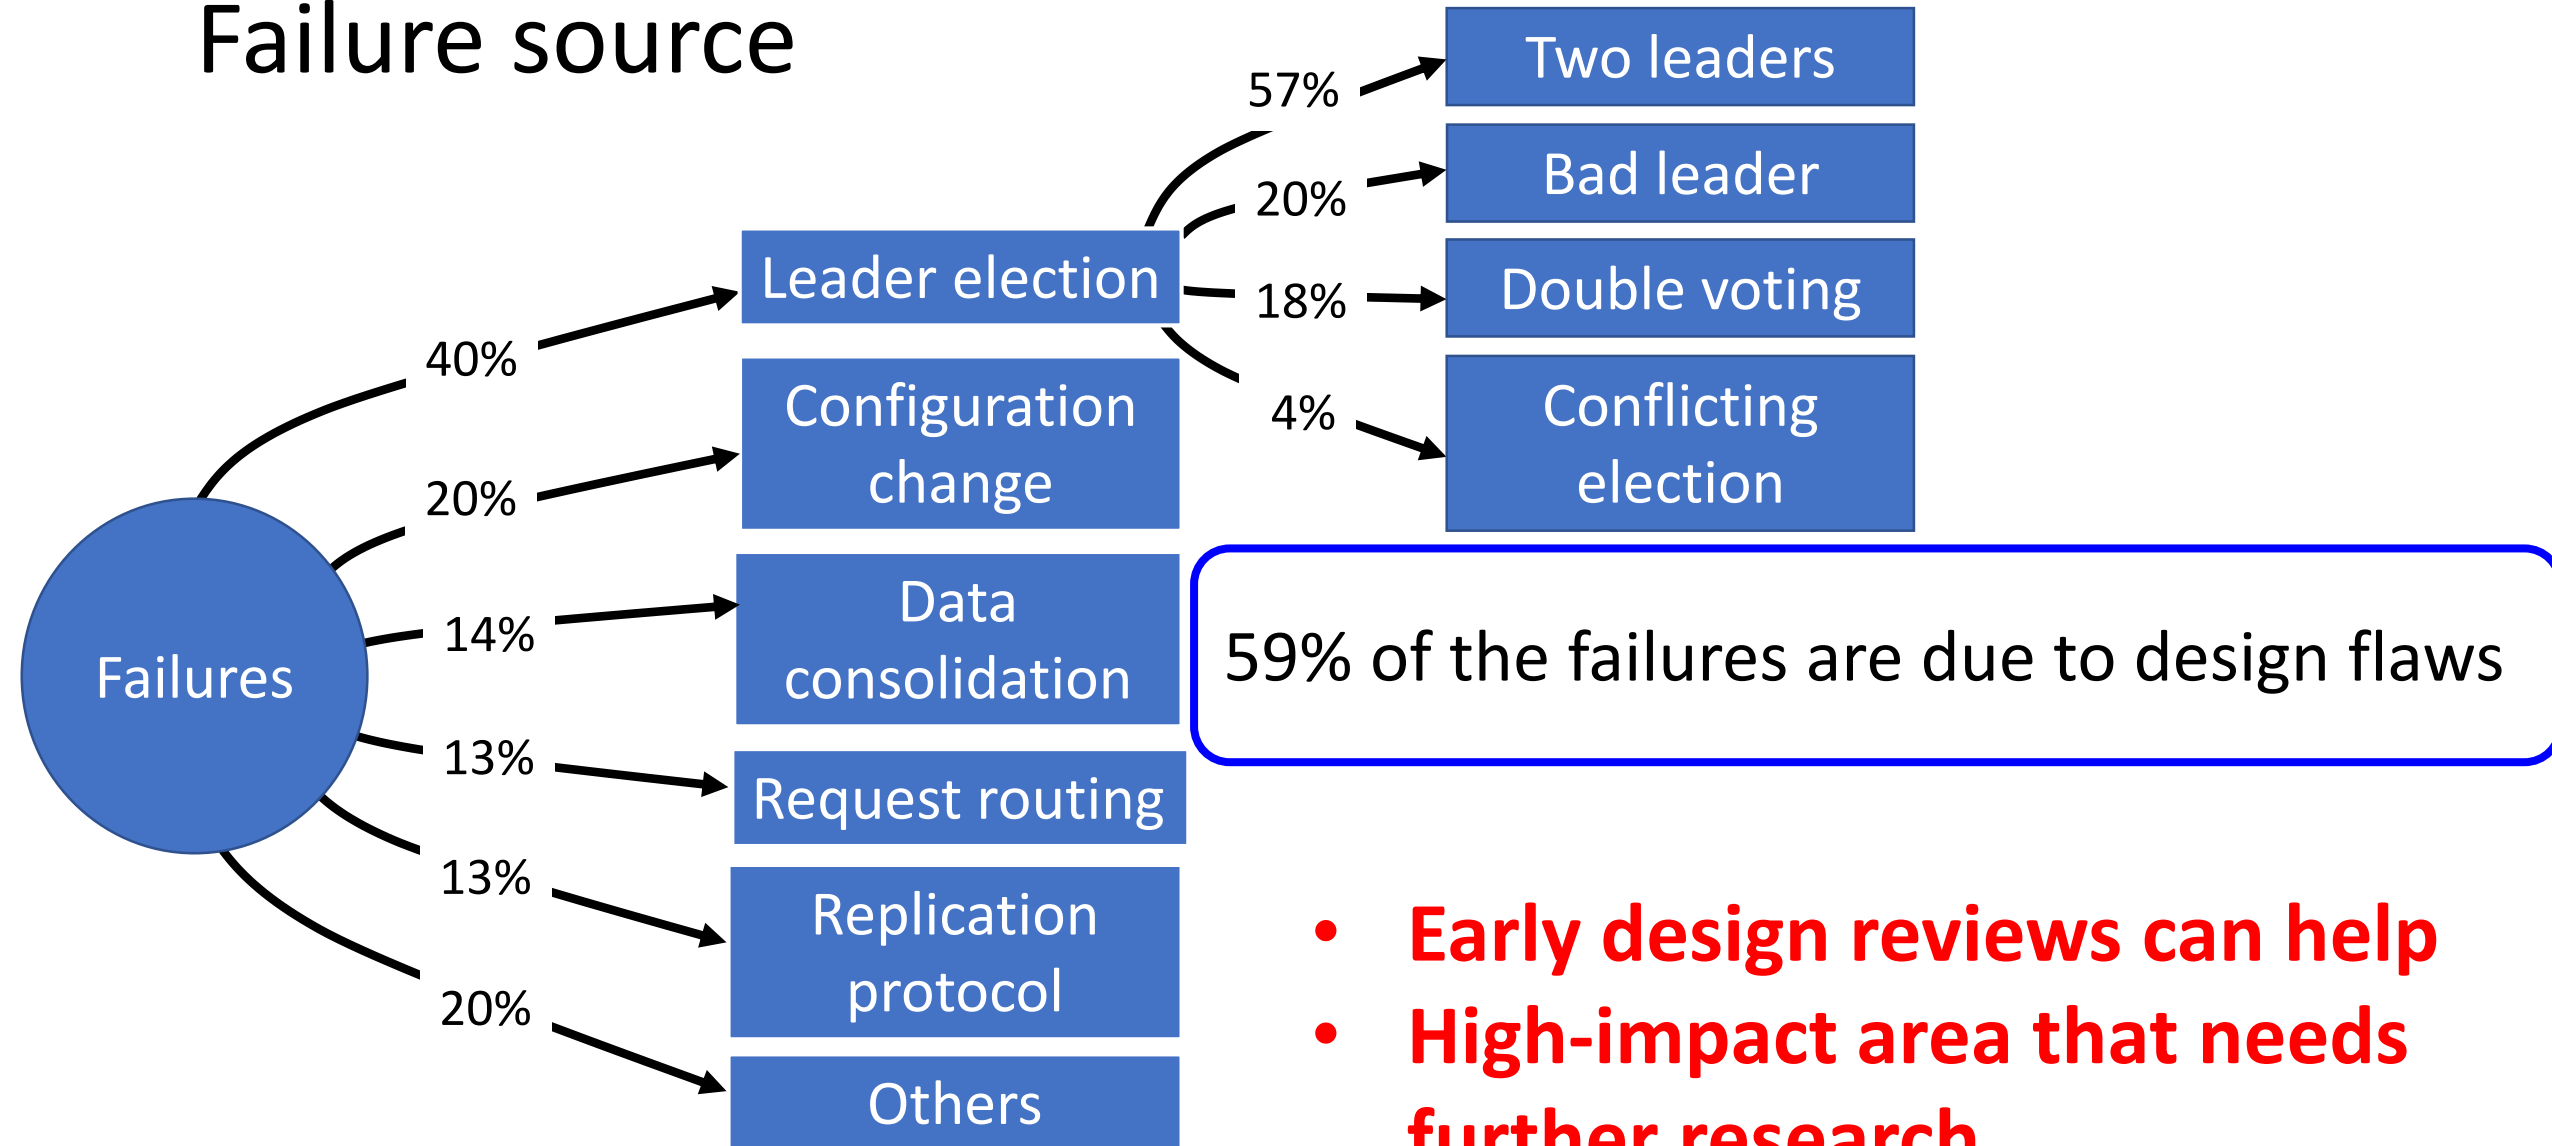 Failure source
57%
Two leaders
20%
Bad leader
18%
Double voting
4%
Conflicting
election
40%
Leader election
20%
Configuration
change
14%
Data
consolidation
13%
Request routing
13%
Replication
protocol
20%
Others
Failures
59% of the failures are due to design flaws
• Early design reviews can help
• High-impact area that needs
further research